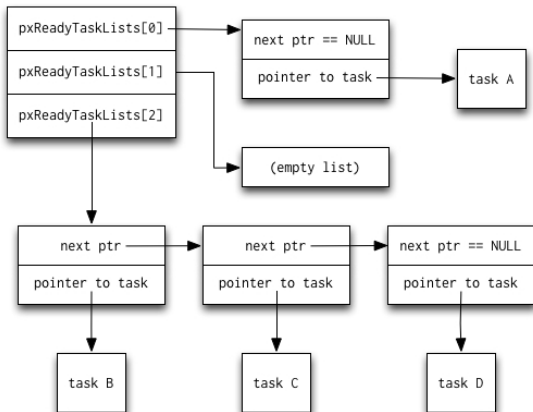 pxReadyTaskLists[0]
pxReadyTaskLists[1]
pxReadyTaskLists[2]
next ptr == NULL
pointer to task
task A
(empty list)
next ptr
pointer to task
next ptr
pointer to task
next ptr == NULL
pointer to task
task B
task C
task D